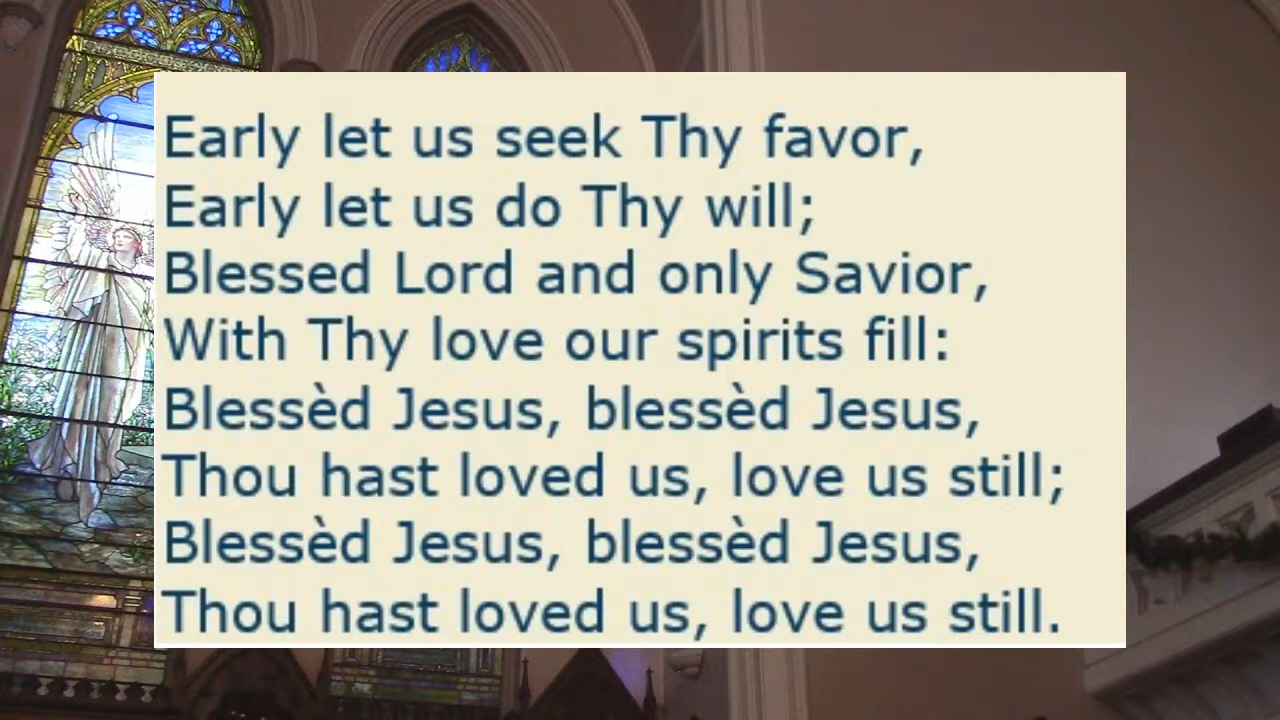 Early let us seek Thy favor,
Early let us do Thy will;
Blessed Lord and only Savior,
With Thy love our spirits fill:
Blessèd Jesus, blessèd Jesus,
Thou hast loved us, love us still;
Blessèd Jesus, blessèd Jesus,
Thou hast loved us, love us still.